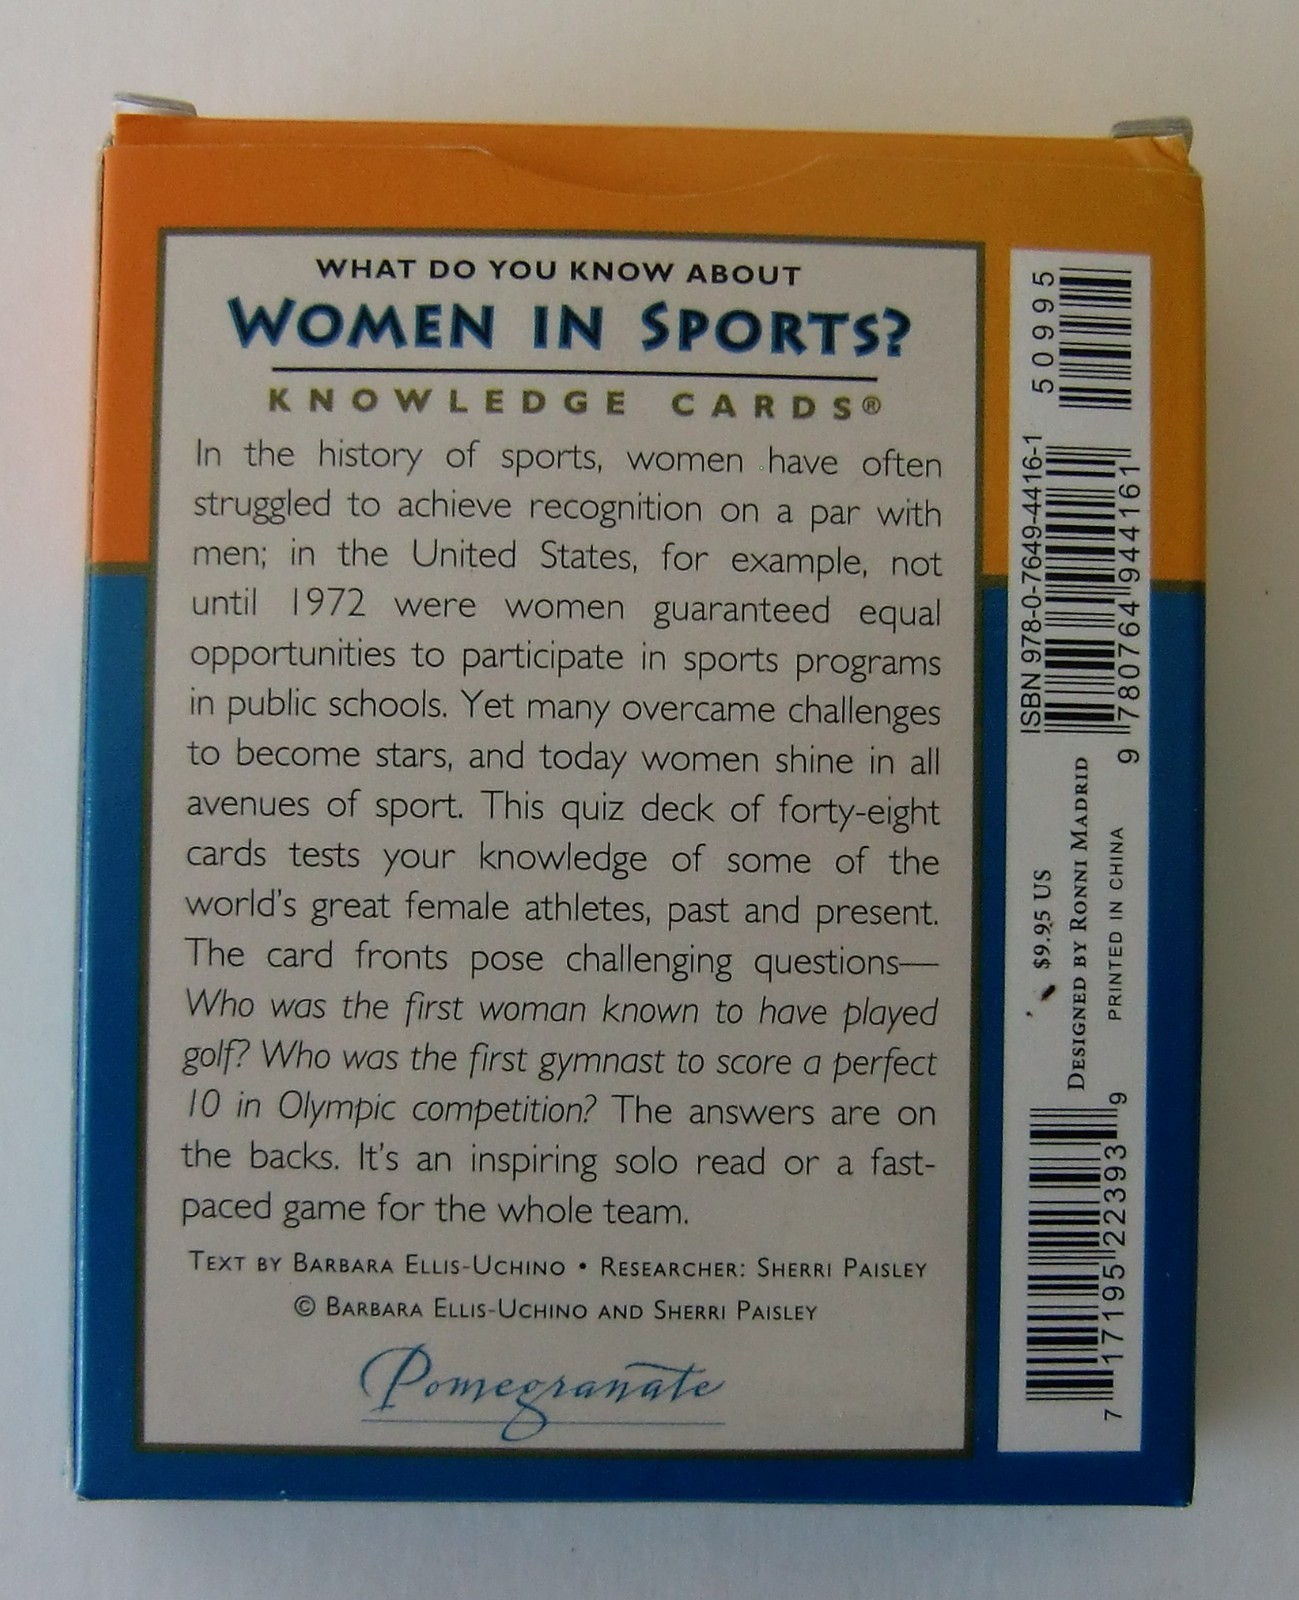 WHAT DO YOU KNOW ABOUT
WOMEN IN SPORTS?
KNOWLEDGE CARDS®
In the history of sports, women have often
struggled to achieve recognition on a par with
men; in the United States, for example, not
until 1972 were women guaranteed equal
opportunities to participate in sports programs
in public schools. Yet many overcame challenges
to become stars, and today women shine in all
avenues of sport. This quiz deck of forty-eight
cards tests your knowledge of some of the
world's great female athletes, past and present.
The card fronts pose challenging questions—
Who was the first woman known to have played
golf? Who was the first gymnast to score a perfect
10 in Olympic competition? The answers are on
the backs. It's an inspiring solo read or a fast-
paced game for the whole team.
TEXT BY BARBARA ELLIS-UCHINO • RESEARCHER: SHERRI PAISLEY
© BARBARA ELLIS-UCHINO AND SHERRI PAISLEY
Pomegranate
50995
ISBN 978-0-7649-4416-1
9 780764 944161
$9.95 US
DESIGNED BY RONNI MADRID
PRINTED IN CHINA
7 17195 22393 9